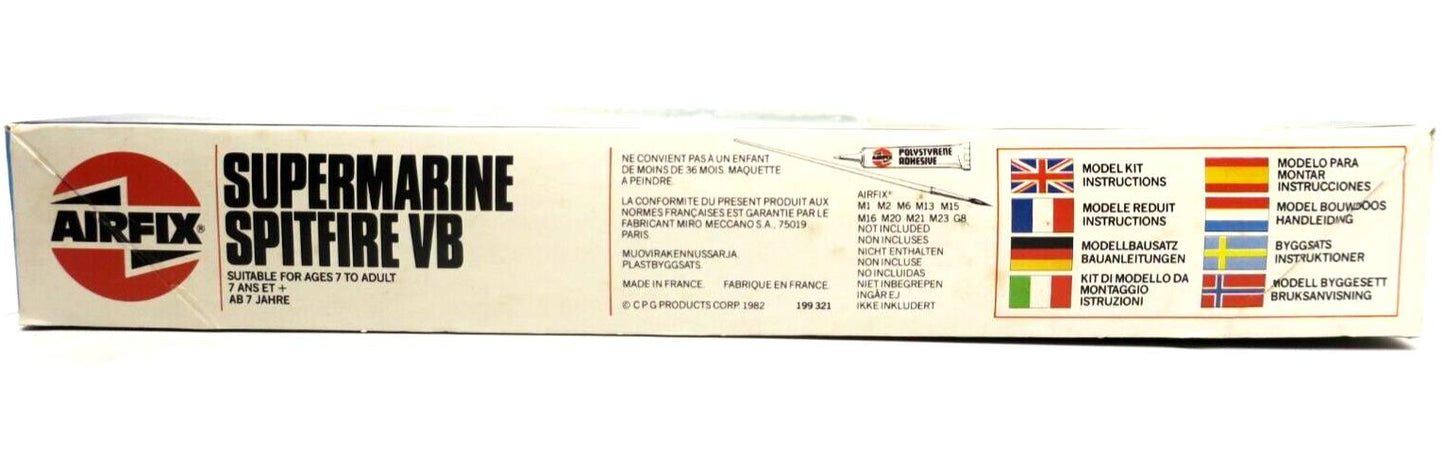 AIRFIX®
SUPERMARINE
SPITFIRE VB
SUITABLE FOR AGES 7 TO ADULT
7 ANS ET +
AB 7 JAHRE
NE CONVIENT PAS À UN ENFANT
DE MOINS DE 36 MOIS. MAQUETTE
A PEINDRE.
LA CONFORMITE DU PRESENT PRODUIT AUX
NORMES FRANÇAISES EST GARANTIE PAR LE
FABRICANT MIRO MECCANO S.A., 75019
PARIS.
MUOVIRAKENNUSSARJA.
PLASTBYGGSATS.
MADE IN FRANCE. FABRIQUE EN FRANCE.
© C P G PRODUCTS CORP. 1982 199 321
AIRFIX
POLYSTYRENE
ADHESIVE
AIRFIX®
M1 M2 M6 M13 M15
M16 M20 M21 M23 G8
NOT INCLUDED
NON INCLUSES
NICHT ENTHALTEN
NON INCLUSE
NO INCLUIDAS
NIET INBEGREPEN
INGÅR EJ
IKKE INKLUDERT
MODEL KIT
INSTRUCTIONS
MODELE REDUIT
INSTRUCTIONS
MODELLBAUSATZ
BAUANLEITUNGEN
KIT DI MODELLO DA
MONTAGGIO
ISTRUZIONI
MODELO PARA
MONTAR
INSTRUCCIONES
MODEL BOUWDOOS
HANDLEIDING
BYGGSATS
INSTRUKTIONER
MODELL BYGGESETT
BRUKSANVISNING